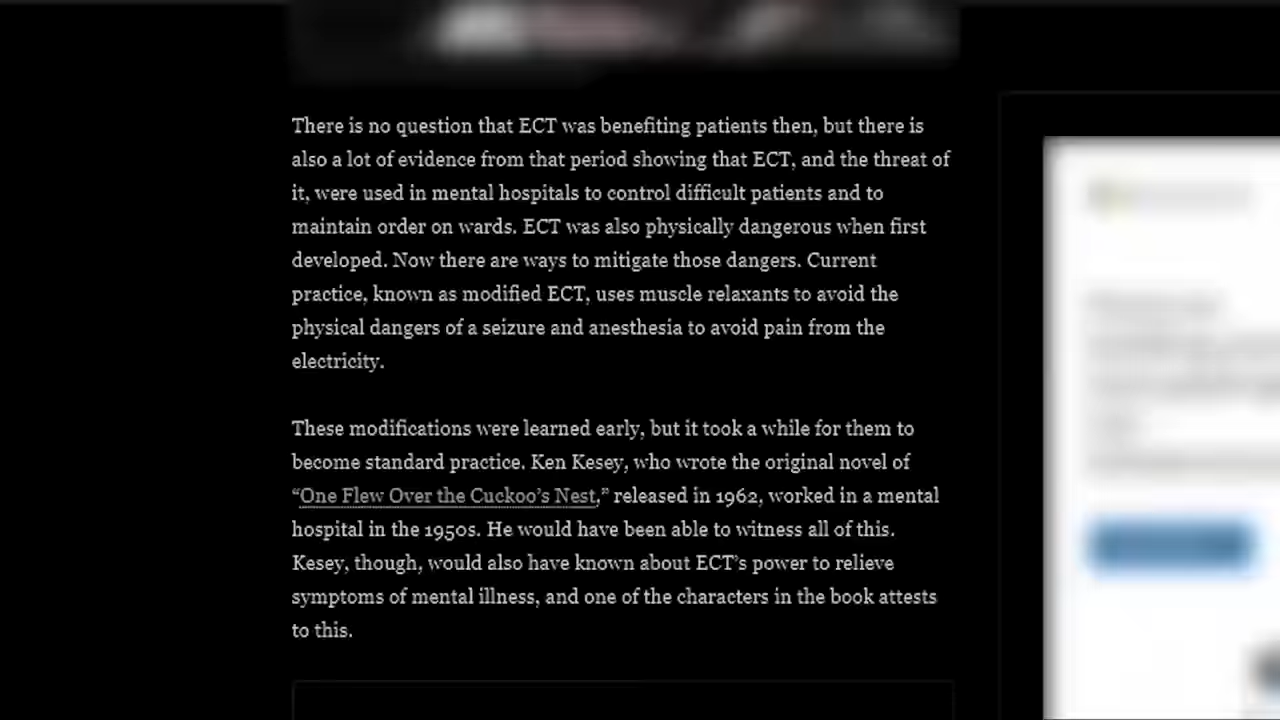 There is no question that ECT was benefiting patients then, but there is
also a lot of evidence from that period showing that ECT, and the threat of
it, were used in mental hospitals to control difficult patients and to
maintain order on wards. ECT was also physically dangerous when first
developed. Now there are ways to mitigate those dangers. Current
practice, known as modified ECT, uses muscle relaxants to avoid the
physical dangers of a seizure and anesthesia to avoid pain from the
electricity.
These modifications were learned early, but it took a while for them to
become standard practice. Ken Kesey, who wrote the original novel of
“One Flew Over the Cuckoo’s Nest,” released in 1962, worked in a mental
hospital in the 1950s. He would have been able to witness all of this.
Kesey, though, would also have known about ECT’s power to relieve
symptoms of mental illness, and one of the characters in the book attests
to this.